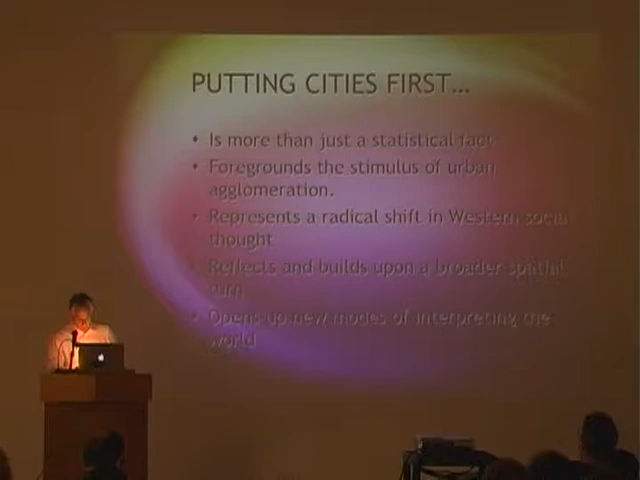 PUTTING CITIES FIRST...
• Is more than just a statistical fact
• Foregrounds the stimulus of urban
agglomeration.
• Represents a radical shift in Western social
thought
• Reflects and builds upon a broader spatial
turn
• Opens up new modes of interpreting the
world